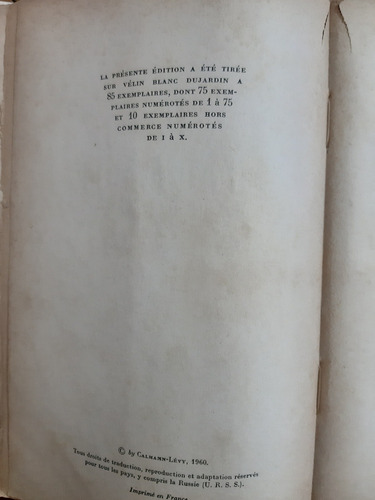 LA PRÉSENTE ÉDITION A ÉTÉ TIRÉE
SUR VÉLIN BLANC DUJARDIN A
85 EXEMPLAIRES, DONT 75 EXEM-
PLAIRES NUMÉROTÉS DE 1 à 75
ET 10 EXEMPLAIRES HORS
COMMERCE NUMÉROTÉS
DE I à X.
© by CALMANN-LÉVY, 1960.
Tous droits de traduction, reproduction et adaptation réservés
pour tous les pays, y compris la Russie (U. R. S. S.)
Imprimé en France